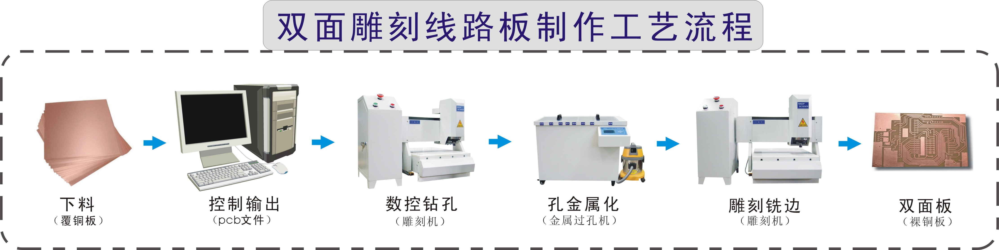 双面雕刻线路板制作工艺流程
下料
（覆铜板）
控制输出
（pcb文件）
数控钻孔
（雕刻机）
孔金属化
（金属过孔机）
雕刻铣边
（雕刻机）
双面板
（裸铜板）